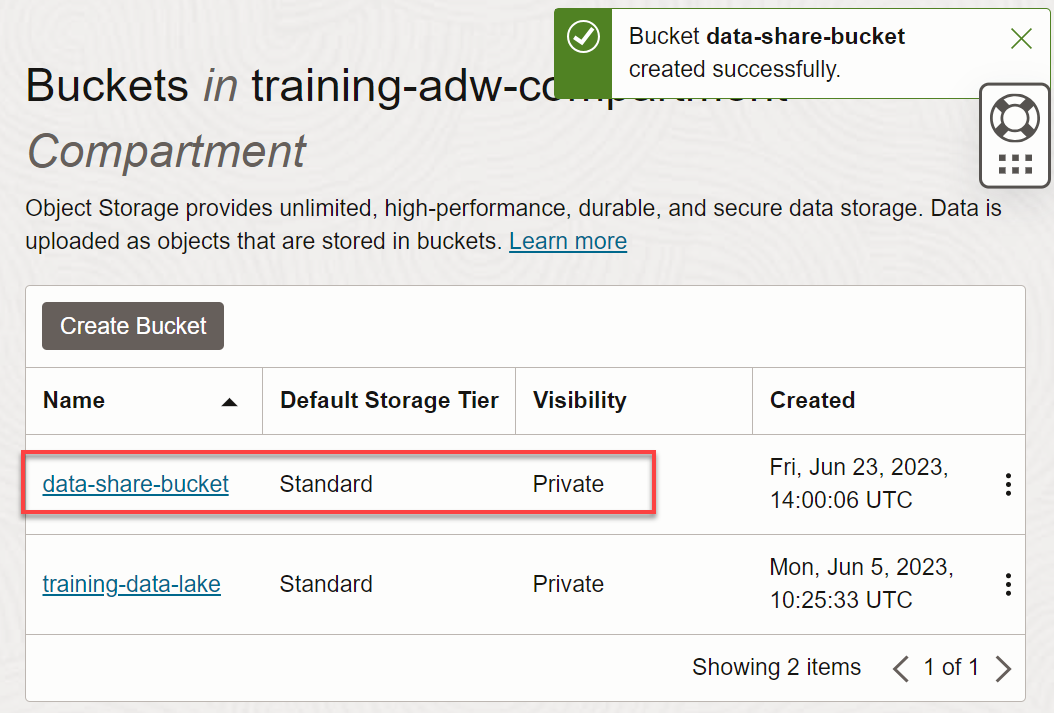 Bucket data-share-bucket
created successfully.
Buckets in training-adw-compartment
Compartment
Object Storage provides unlimited, high-performance, durable, and secure data storage. Data is
uploaded as objects that are stored in buckets. Learn more
Create Bucket
Name Default Storage Tier Visibility Created
data-share-bucket Standard Private Fri, Jun 23, 2023,
14:00:06 UTC
training-data-lake Standard Private Mon, Jun 5, 2023,
10:25:33 UTC
Showing 2 items 1 of 1